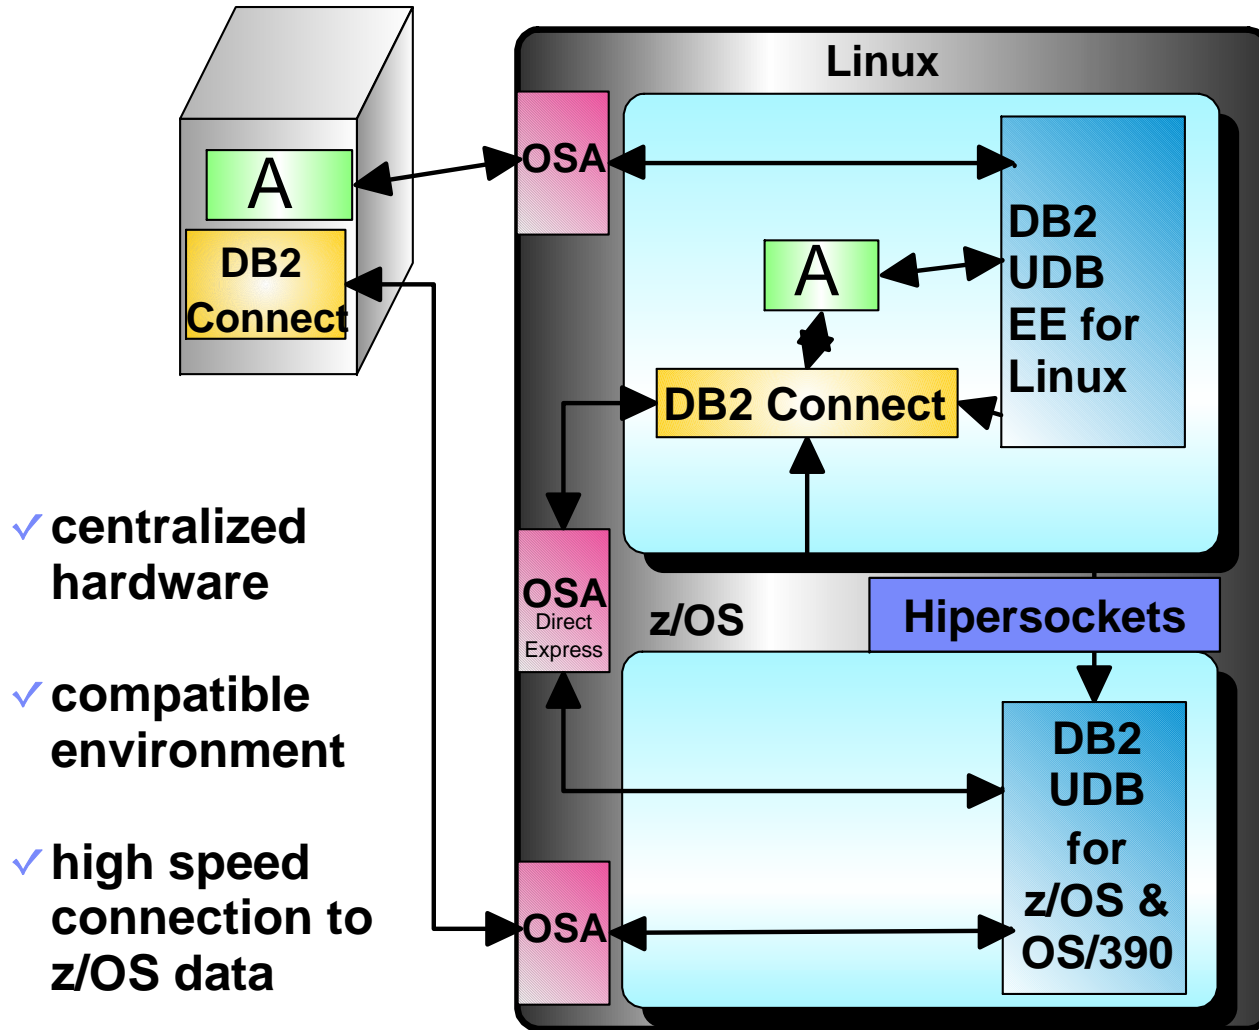 Linux
OSA
A
DB2
Connect
A
DB2
UDB
EE for
Linux
DB2 Connect
✓ centralized
hardware
OSA
Direct
Express
z/OS
Hipersockets
✓ compatible
environment
DB2
UDB
for
z/OS &
OS/390
✓ high speed
connection to
z/OS data
OSA